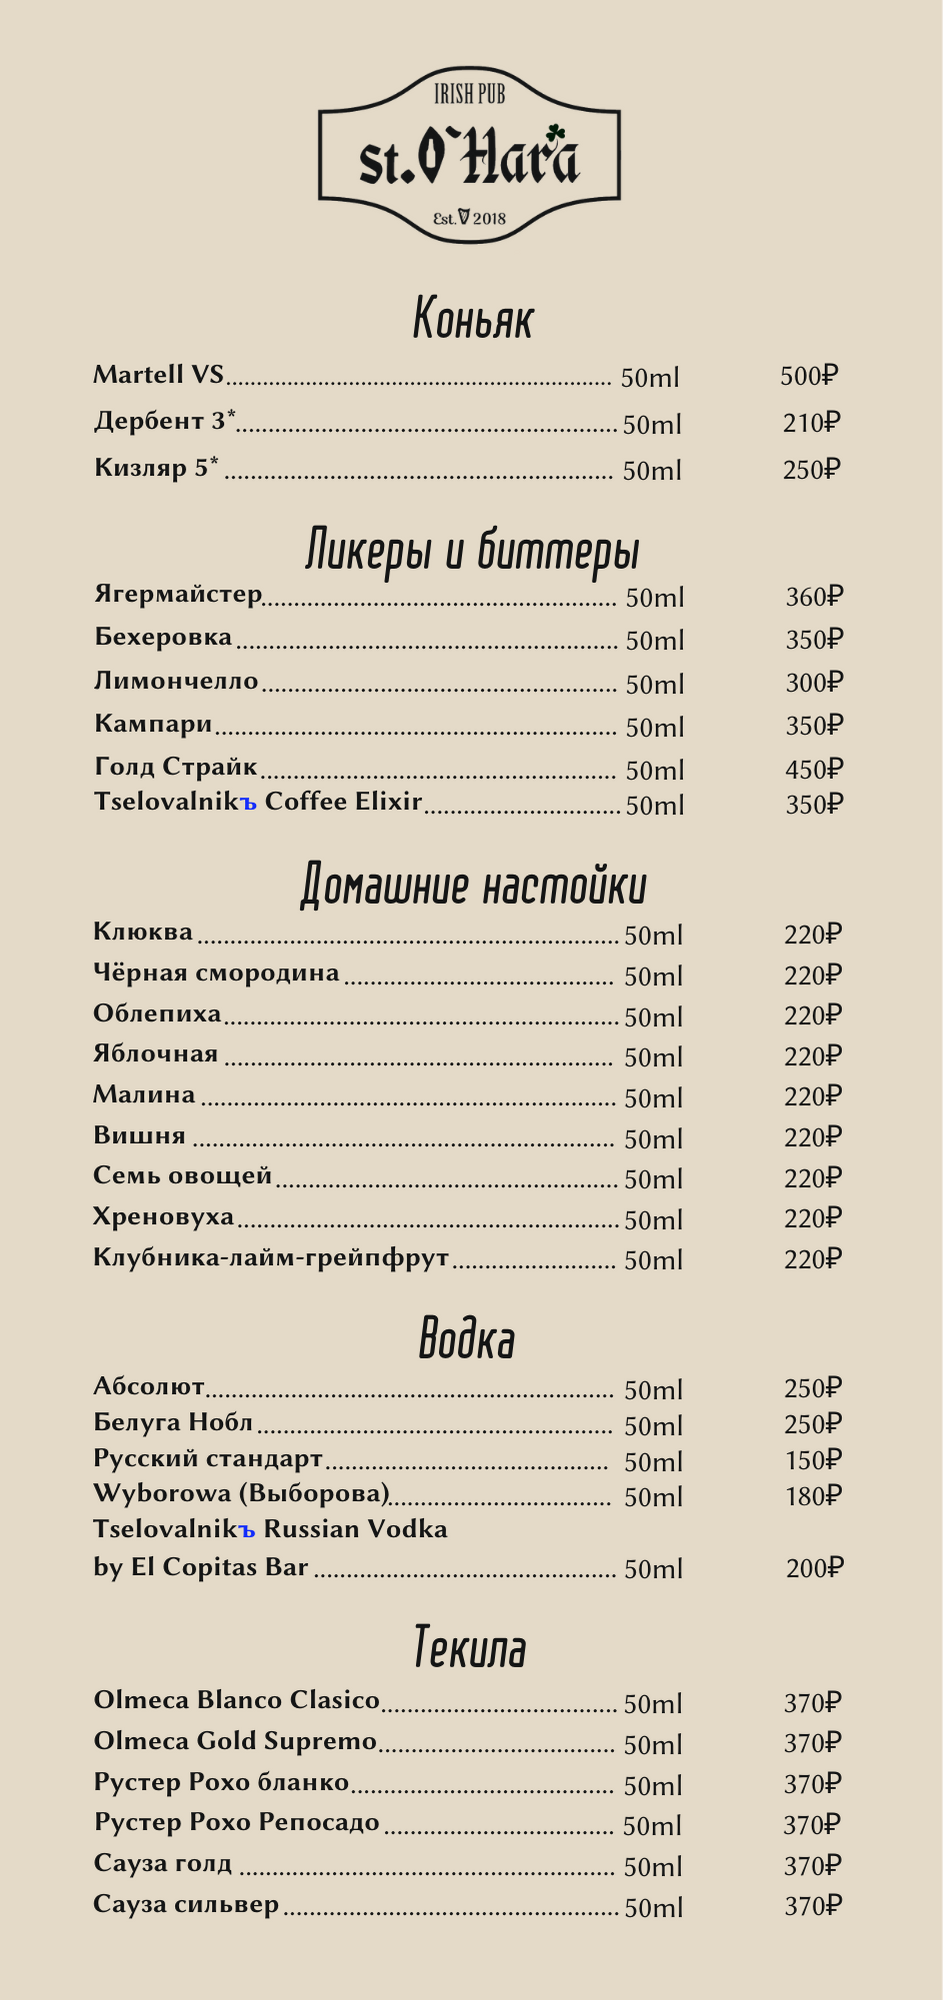 IRISH PUB
st.O`Hara
Est. 2018
Коньяк
Martell VS........ 50ml 500₽
Дербент 3*........ 50ml 210₽
Кизляр 5* ........ 50ml 250₽
Ликеры и биттеры
Ягермайстер........ 50ml 360₽
Бехеровка ........ 50ml 350₽
Лимончелло ........ 50ml 300₽
Кампари ........ 50ml 350₽
Голд Страйк ........ 50ml 450₽
Tselovalnikъ Coffee Elixir ........ 50ml 350₽
Домашние настойки
Клюква ........ 50ml 220₽
Чёрная смородина ........ 50ml 220₽
Облепиха ........ 50ml 220₽
Яблочная ........ 50ml 220₽
Малина ........ 50ml 220₽
Вишня ........ 50ml 220₽
Семь овощей ........ 50ml 220₽
Хреновуха ........ 50ml 220₽
Клубника-лайм-грейпфрут ........ 50ml 220₽
Водка
Абсолют ........ 50ml 250₽
Белуга Нобл ........ 50ml 250₽
Русский стандарт ........ 50ml 150₽
Wyborowa (Выборова) ........ 50ml 180₽
Tselovalnikъ Russian Vodka
by El Copitas Bar ........ 50ml 200₽
Текила
Olmeca Blanco Clasico ........ 50ml 370₽
Olmeca Gold Supremo ........ 50ml 370₽
Рустер Рохо бланко ........ 50ml 370₽
Рустер Рохо Репосадо ........ 50ml 370₽
Сауза голд ........ 50ml 370₽
Сауза сильвер ........ 50ml 370₽